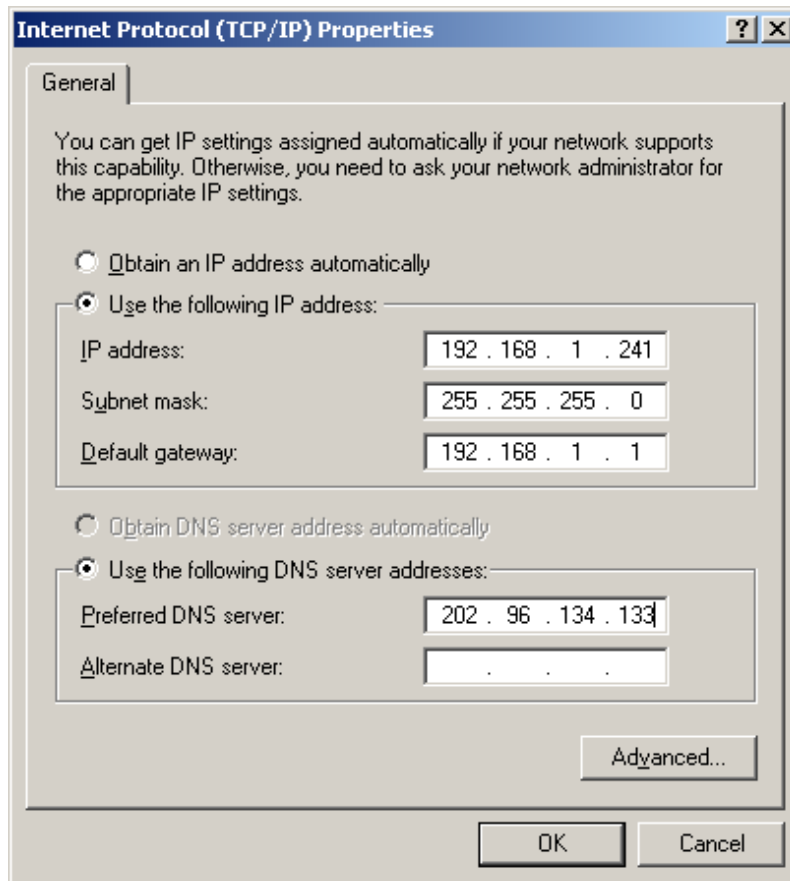 Internet Protocol (TCP/IP) Properties
General
You can get IP settings assigned automatically if your network supports
this capability. Otherwise, you need to ask your network administrator for
the appropriate IP settings.
Obtain an IP address automatically
Use the following IP address:
IP address: 192 . 168 . 1 . 241
Subnet mask: 255 . 255 . 255 . 0
Default gateway: 192 . 168 . 1 . 1
Obtain DNS server address automatically
Use the following DNS server addresses:
Preferred DNS server: 202 . 96 . 134 . 133
Alternate DNS server: . . .
Advanced...
OK Cancel